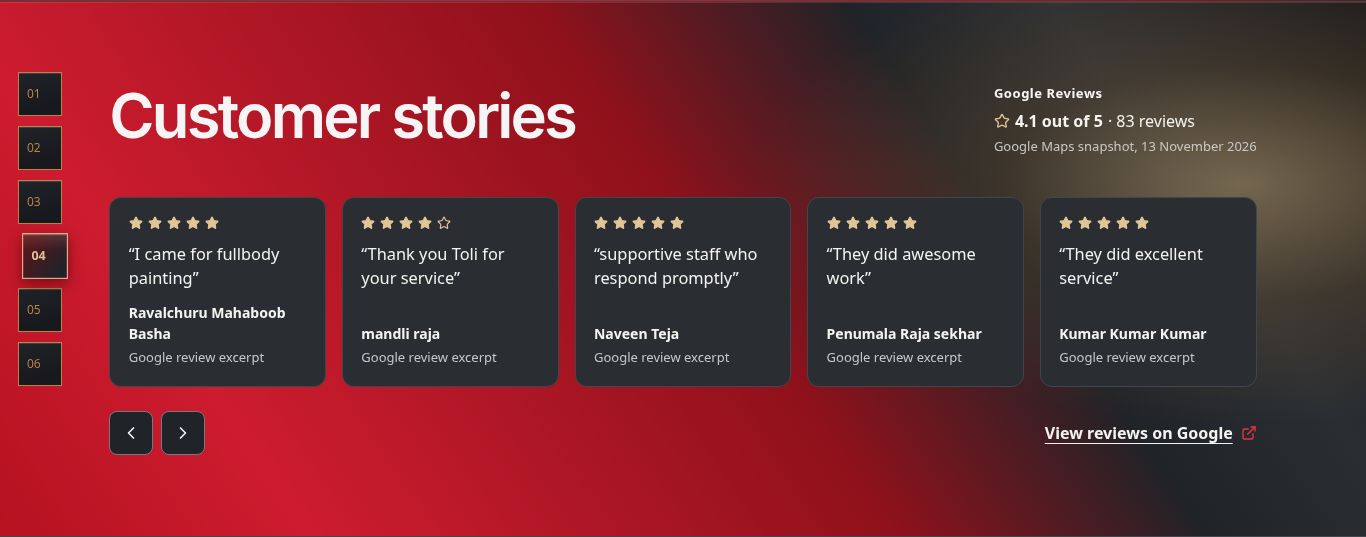 01
02
03
04
05
06
Customer stories
Google Reviews
4.1 out of 5 · 83 reviews
Google Maps snapshot, 13 November 2026
“I came for fullbody
painting”
Ravalchuru Mahaboob
Basha
Google review excerpt
“Thank you Toli for
your service”
mandli raja
Google review excerpt
“supportive staff who
respond promptly”
Naveen Teja
Google review excerpt
“They did awesome
work”
Penumala Raja sekhar
Google review excerpt
“They did excellent
service”
Kumar Kumar Kumar
Google review excerpt
View reviews on Google